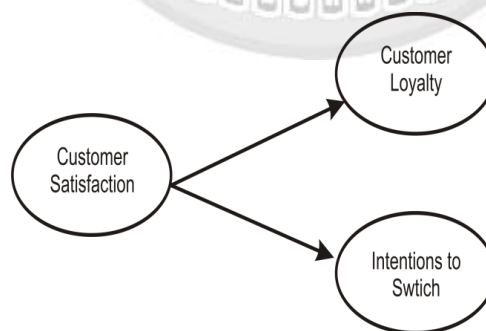 Customer
Loyalty
Customer
Satisfaction
Intentions to
Swtich